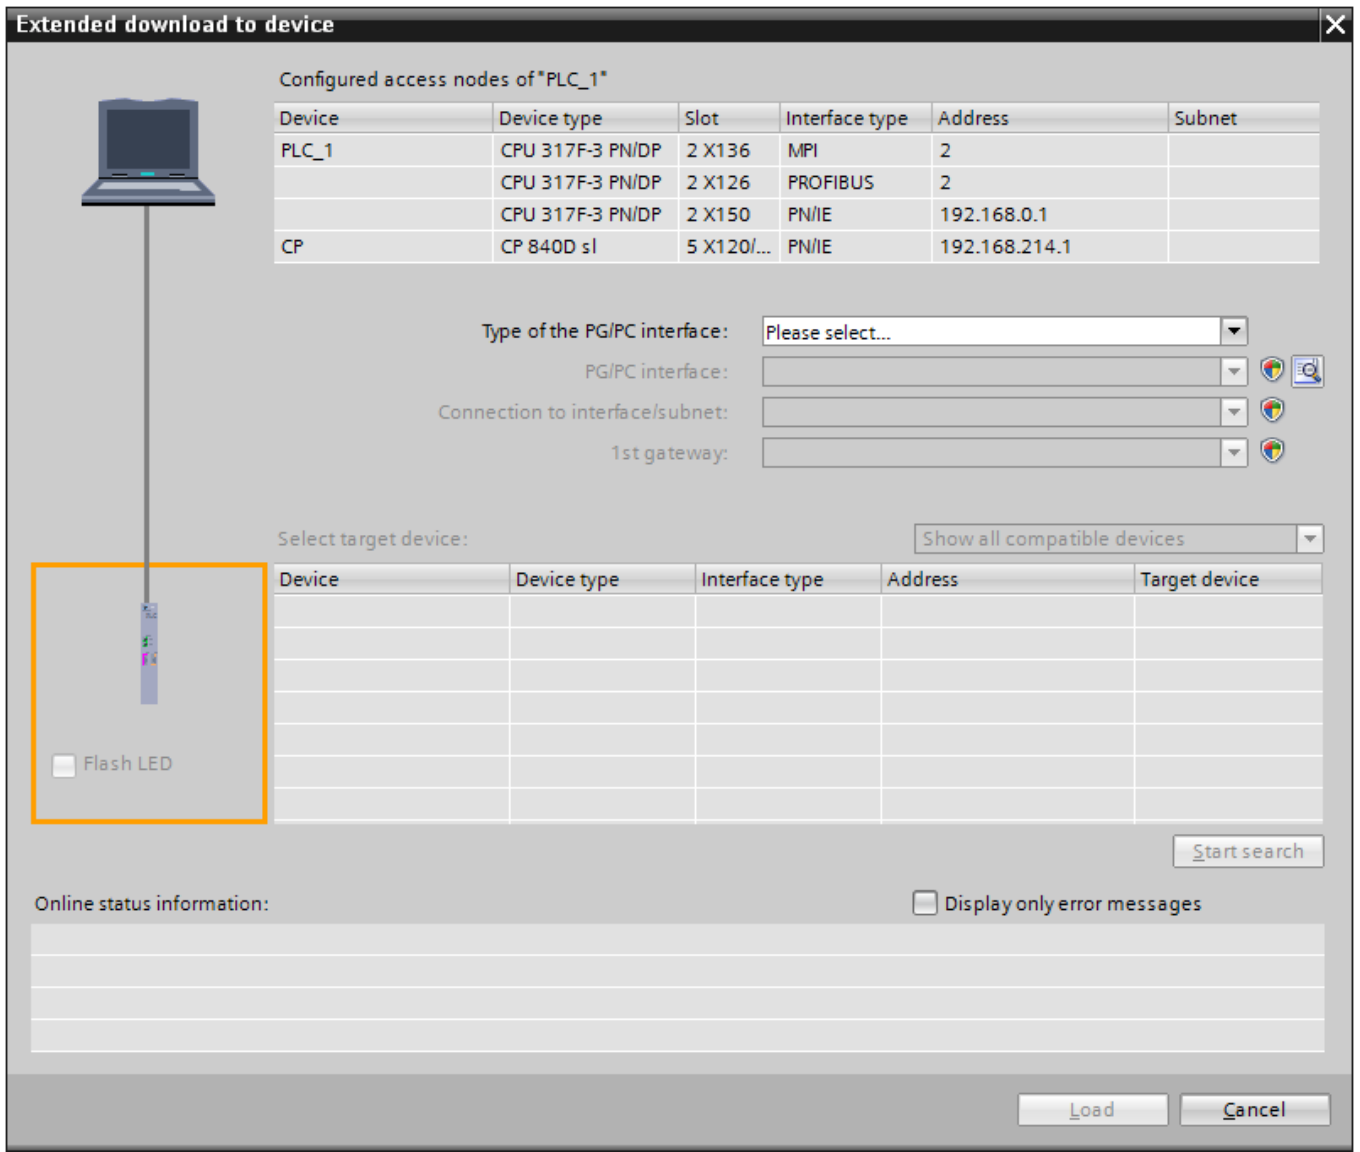 Extended download to device
Configured access nodes of "PLC_1"
Device Device type Slot Interface type Address Subnet
PLC_1 CPU 317F-3 PN/DP 2 X136 MPI 2
CPU 317F-3 PN/DP 2 X126 PROFIBUS 2
CPU 317F-3 PN/DP 2 X150 PN/IE 192.168.0.1
CP CP 840D sl 5 X120/... PN/IE 192.168.214.1
Type of the PG/PC interface: Please select...
PG/PC interface:
Connection to interface/subnet:
1st gateway:
Select target device: Show all compatible devices
Device Device type Interface type Address Target device
Flash LED
Start search
Online status information: Display only error messages
Load Cancel